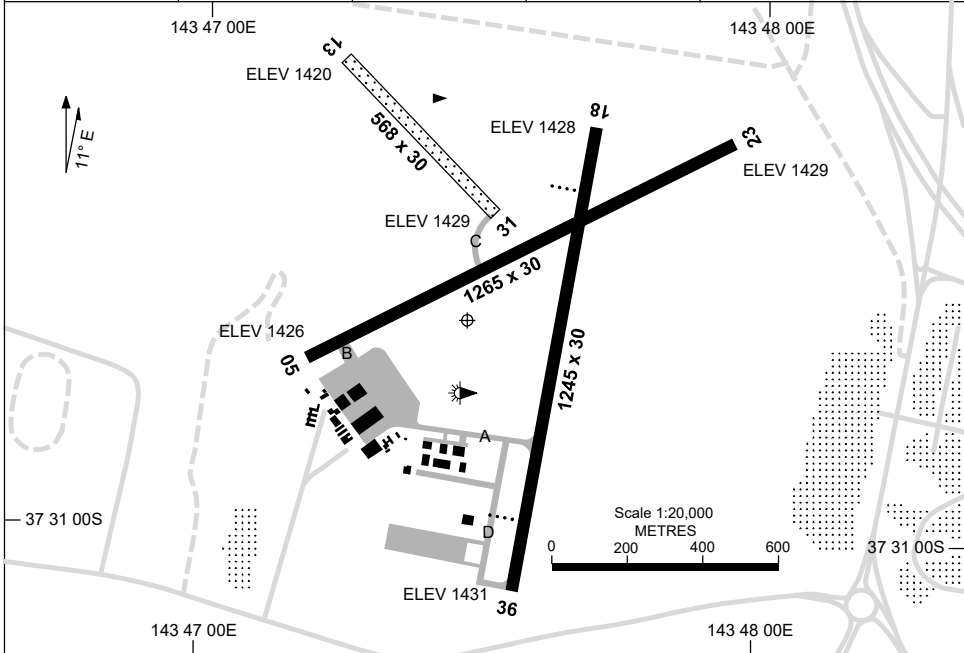 143 47 00E
143 48 00E
13
ELEV 1420
18
ELEV 1428
23
11° E
568 x 30
ELEV 1429
ELEV 1429
31
C
1265 x 30
ELEV 1426
05
B
1245 x 30
A
Scale 1:20,000
METRES
0 200 400 600
37 31 00S
D
37 31 00S
ELEV 1431
36
143 47 00E
143 48 00E